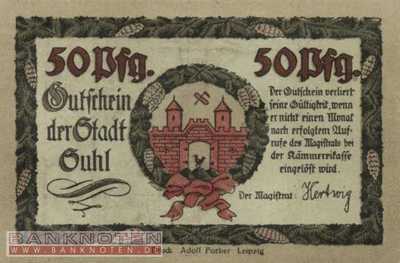 50 Pfg. 50 Pfg.
Gutschein
der Stadt
Suhl
Der Gutschein verliert
seine Gültigkeit, wenn
er nicht einen Monat
nach erfolgtem Auf-
rufe des Magistrats bei
der Kämmereikasse
eingelöst wird.
Der Magistrat: Hertwig
BANKNOTEN
WWW.BANKNOTEN.DE
Druck: Adolf Leipzig